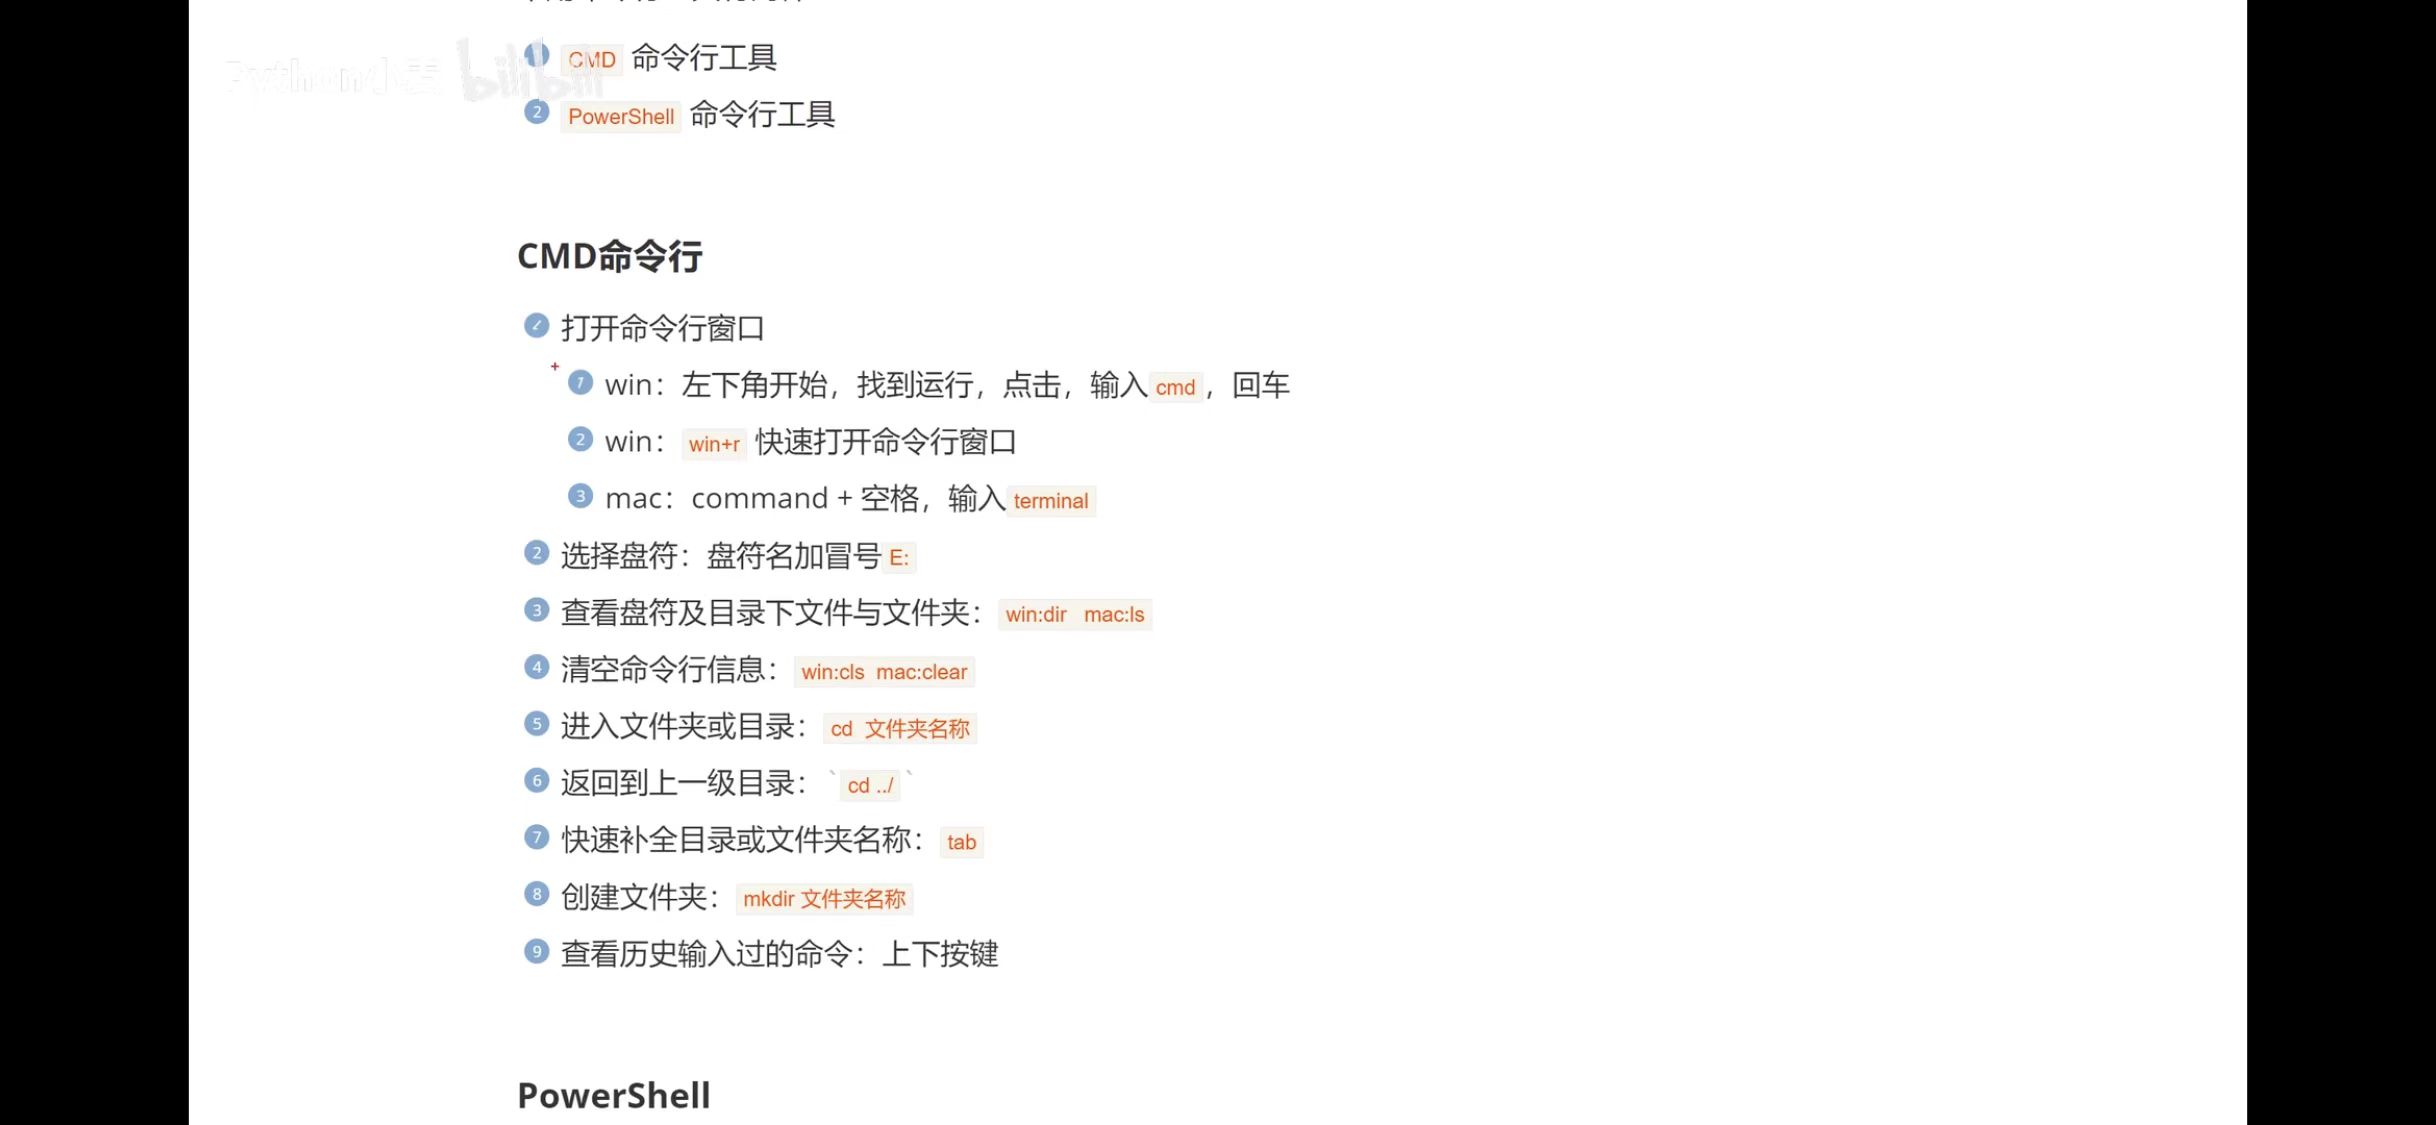 Python小
bilibili
1 CMD 命令行工具
2 PowerShell 命令行工具
CMD命令行
打开命令行窗口
1 win：左下角开始，找到运行，点击，输入 cmd ，回车
2 win： win+r 快速打开命令行窗口
3 mac：command + 空格，输入 terminal
2 选择盘符：盘符名加冒号 E:
3 查看盘符及目录下文件与文件夹： win:dir mac:ls
4 清空命令行信息： win:cls mac:clear
5 进入文件夹或目录： cd 文件夹名称
6 返回到上一级目录： ` cd ../ `
7 快速补全目录或文件夹名称： tab
8 创建文件夹： mkdir 文件夹名称
9 查看历史输入过的命令：上下按键
PowerShell